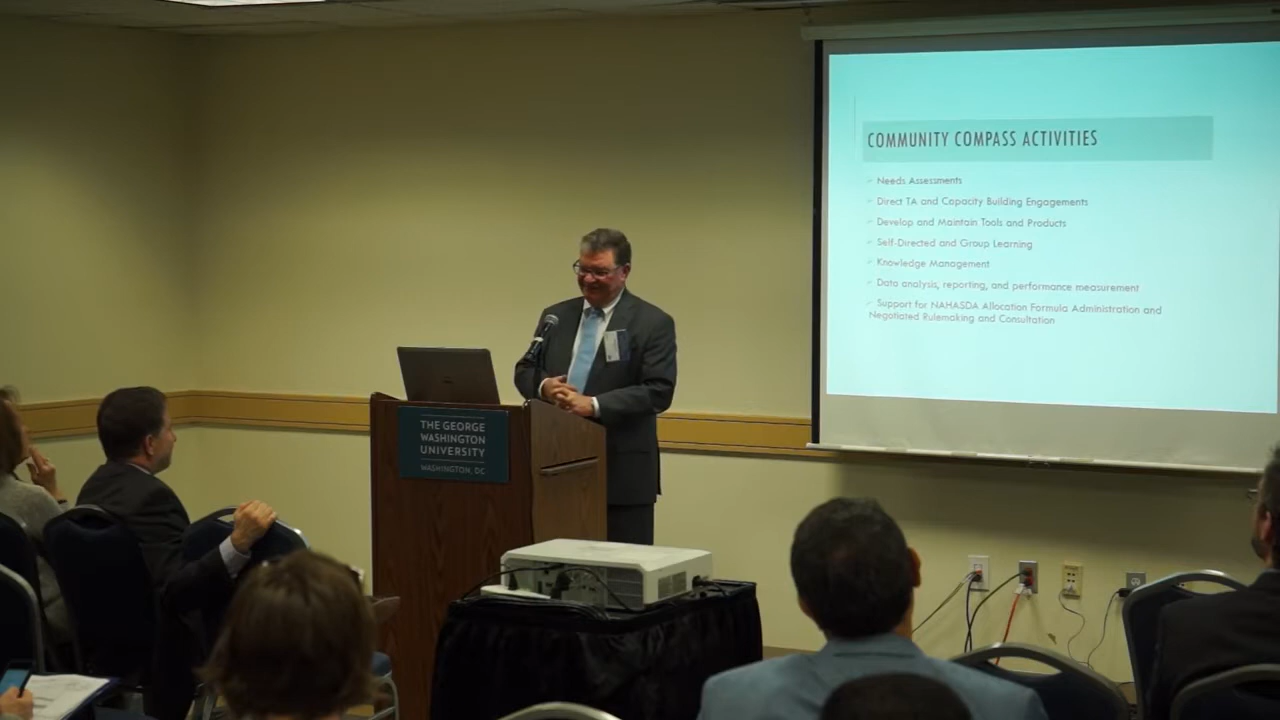 COMMUNITY COMPASS ACTIVITIES
Needs Assessments
Direct TA and Capacity Building Engagements
Develop and Maintain Tools and Products
Self-Directed and Group Learning
Knowledge Management
Data analysis, reporting, and performance measurement
Support for NAHASDA Allocation Formula Administration and
Negotiated Rulemaking and Consultation
THE GEORGE
WASHINGTON
UNIVERSITY
WASHINGTON, DC